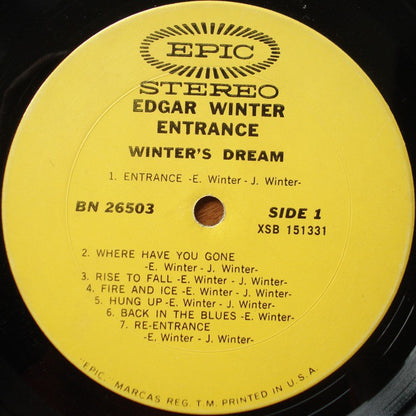 EPIC
STEREO
EDGAR WINTER
ENTRANCE
WINTER'S DREAM
1. ENTRANCE -E. Winter - J. Winter-
BN 26503 SIDE 1
XSB 151331
2. WHERE HAVE YOU GONE
-E. Winter - J. Winter-
3. RISE TO FALL -E. Winter - J. Winter-
4. FIRE AND ICE -E. Winter - J. Winter-
5. HUNG UP -E. Winter - J. Winter-
6. BACK IN THE BLUES -E. Winter-
7. RE-ENTRANCE
-E. Winter - J. Winter-
"EPIC," MARCAS REG. T.M. PRINTED IN U.S.A.